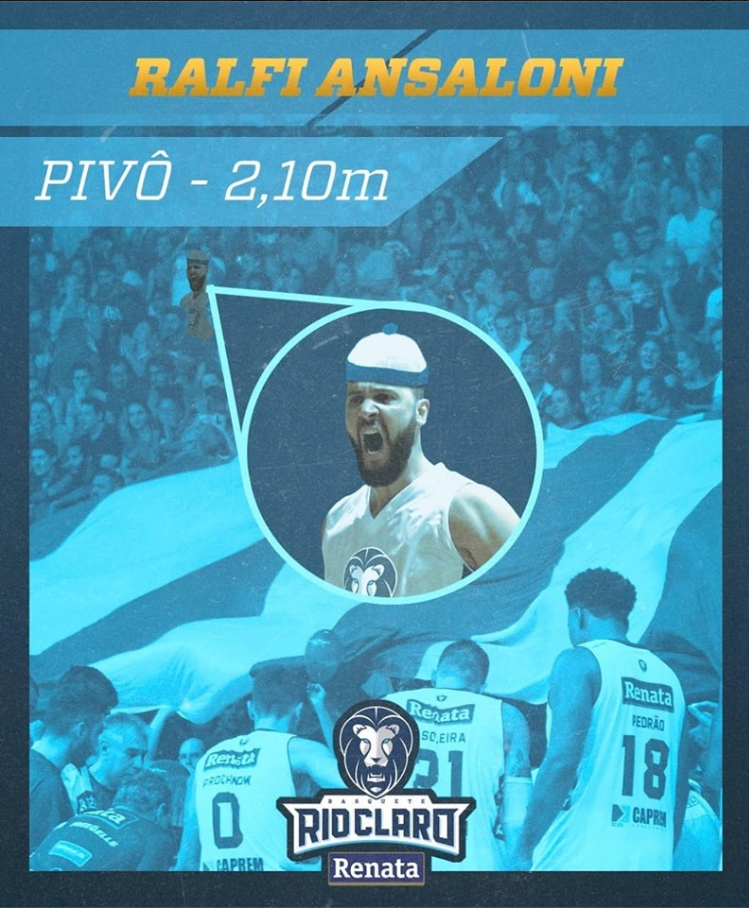 RALFI ANSALONI
PIVÔ - 2,10m
Renata
PROCHNOW
0
CAPREM
Renata
21
Renata
PEDRÃO
18
CAPREM
BASQUETE
RIO CLARO
Renata